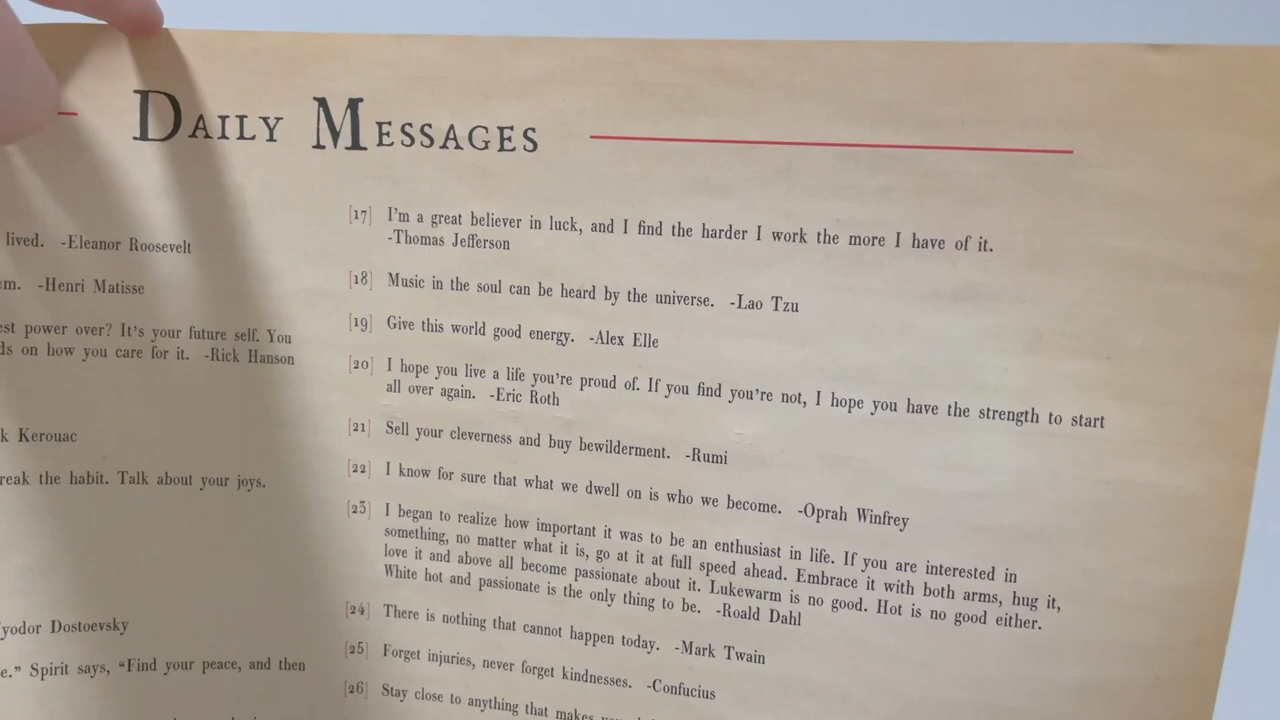 DAILY MESSAGES
lived. -Eleanor Roosevelt
-Henri Matisse
power over? It's your future self. You
on how you care for it. -Rick Hanson
Kerouac
the habit. Talk about your joys.
Dostoevsky
Spirit says, “Find your peace, and then
[17] I'm a great believer in luck, and I find the harder I work the more I have of it.
-Thomas Jefferson
[18] Music in the soul can be heard by the universe. -Lao Tzu
[19] Give this world good energy. -Alex Elle
[20] I hope you live a life you're proud of. If you find you're not, I hope you have the strength to start
all over again. -Eric Roth
[21] Sell your cleverness and buy bewilderment. -Rumi
[22] I know for sure that what we dwell on is who we become. -Oprah Winfrey
[23] I began to realize how important it was to be an enthusiast in life. If you are interested in
something, no matter what it is, go at it at full speed ahead. Embrace it with both arms, hug it,
love it and above all become passionate about it. Lukewarm is no good. Hot is no good either.
White hot and passionate is the only thing to be. -Roald Dahl
[24] There is nothing that cannot happen today. -Mark Twain
[25] Forget injuries, never forget kindnesses. -Confucius
[26] Stay close to anything that makes